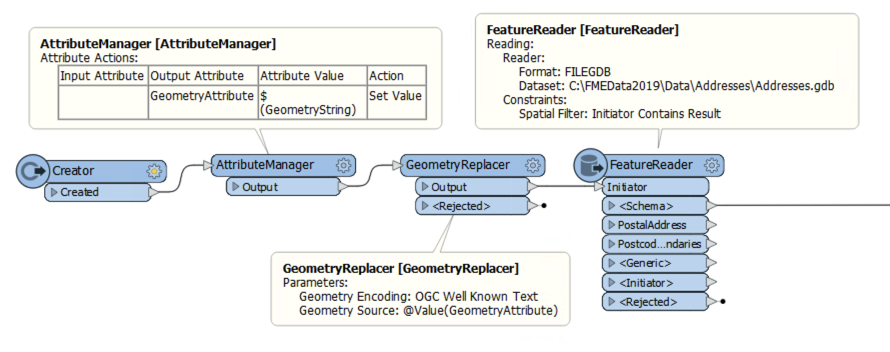 AttributeManager [AttributeManager]
Attribute Actions:
Input Attribute Output Attribute Attribute Value Action
GeometryAttribute $ Set Value
(GeometryString)
FeatureReader [FeatureReader]
Reading:
Reader:
Format: FILEGDB
Dataset: C:\FMEData2019\Data\Addresses\Addresses.gdb
Constraints:
Spatial Filter: Initiator Contains Result
Creator
Created
AttributeManager
Output
GeometryReplacer
Output
<Rejected>
FeatureReader
Initiator
<Schema>
PostalAddress
Postcod...ndaries
<Generic>
<Initiator>
<Rejected>
GeometryReplacer [GeometryReplacer]
Parameters:
Geometry Encoding: OGC Well Known Text
Geometry Source: @Value(GeometryAttribute)